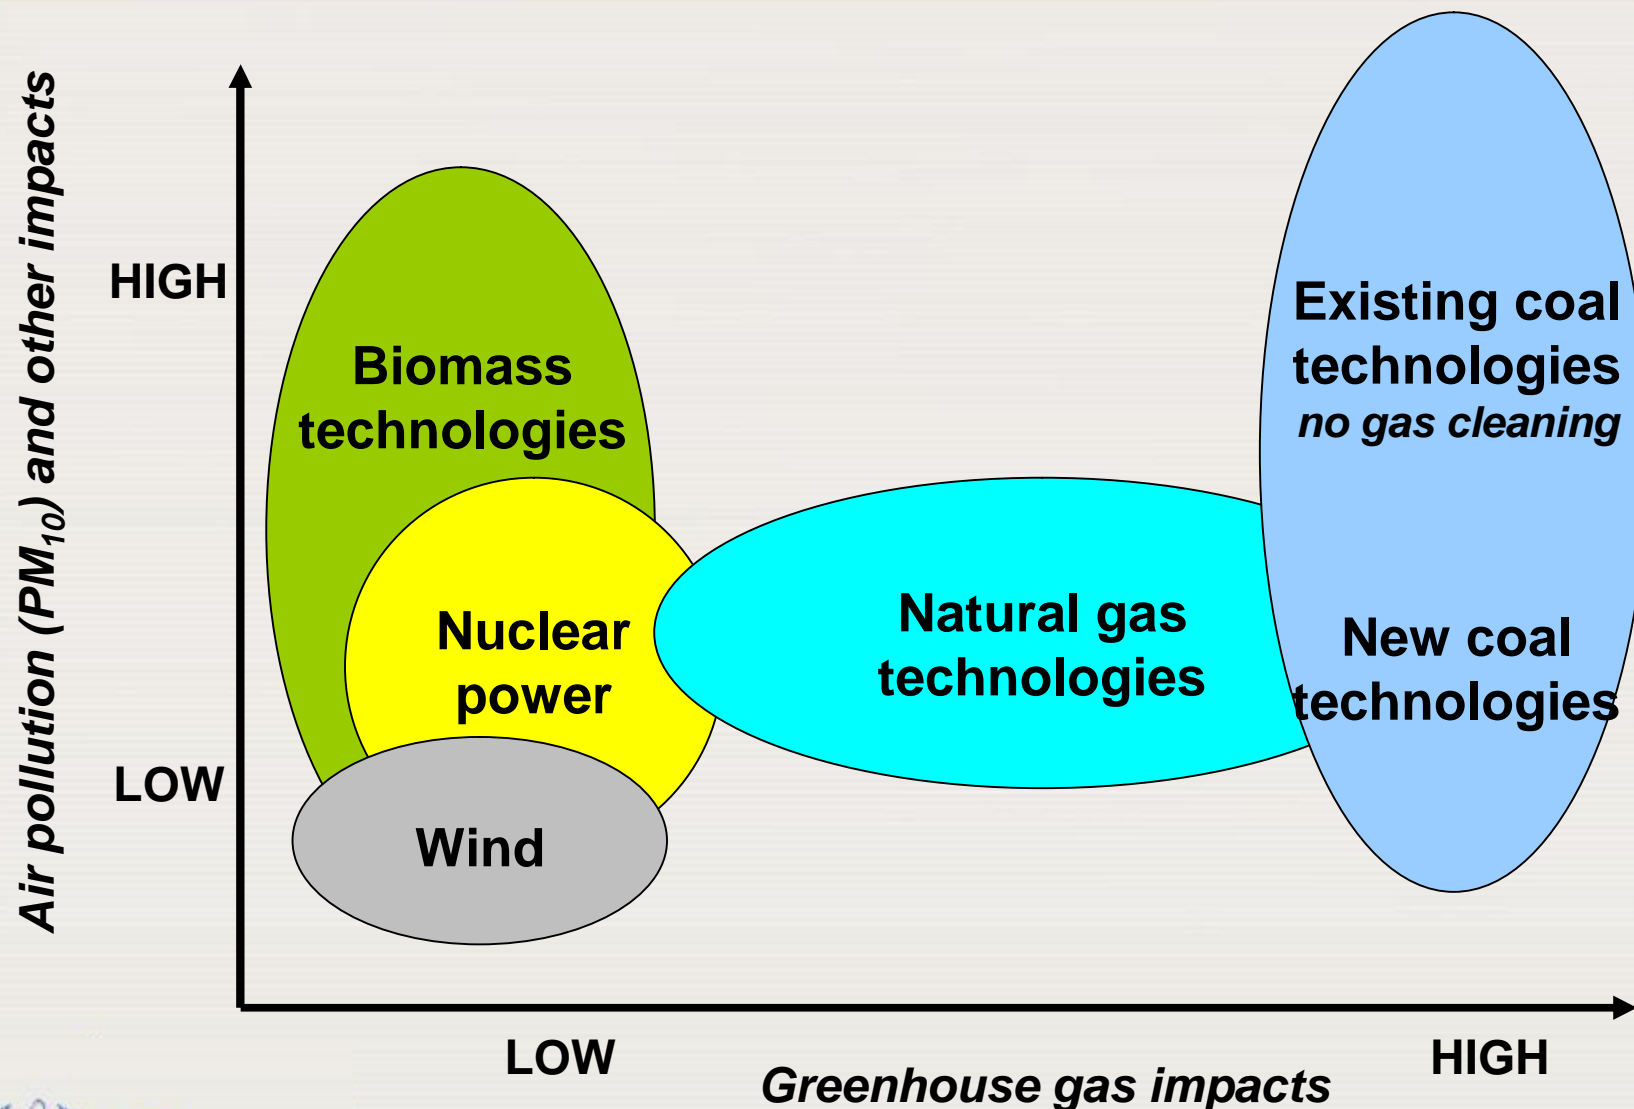 Air pollution (PM10) and other impacts
HIGH
LOW
Biomass
technologies
Nuclear
power
Wind
Natural gas
technologies
Existing coal
technologies
no gas cleaning
New coal
technologies
LOW
HIGH
Greenhouse gas impacts